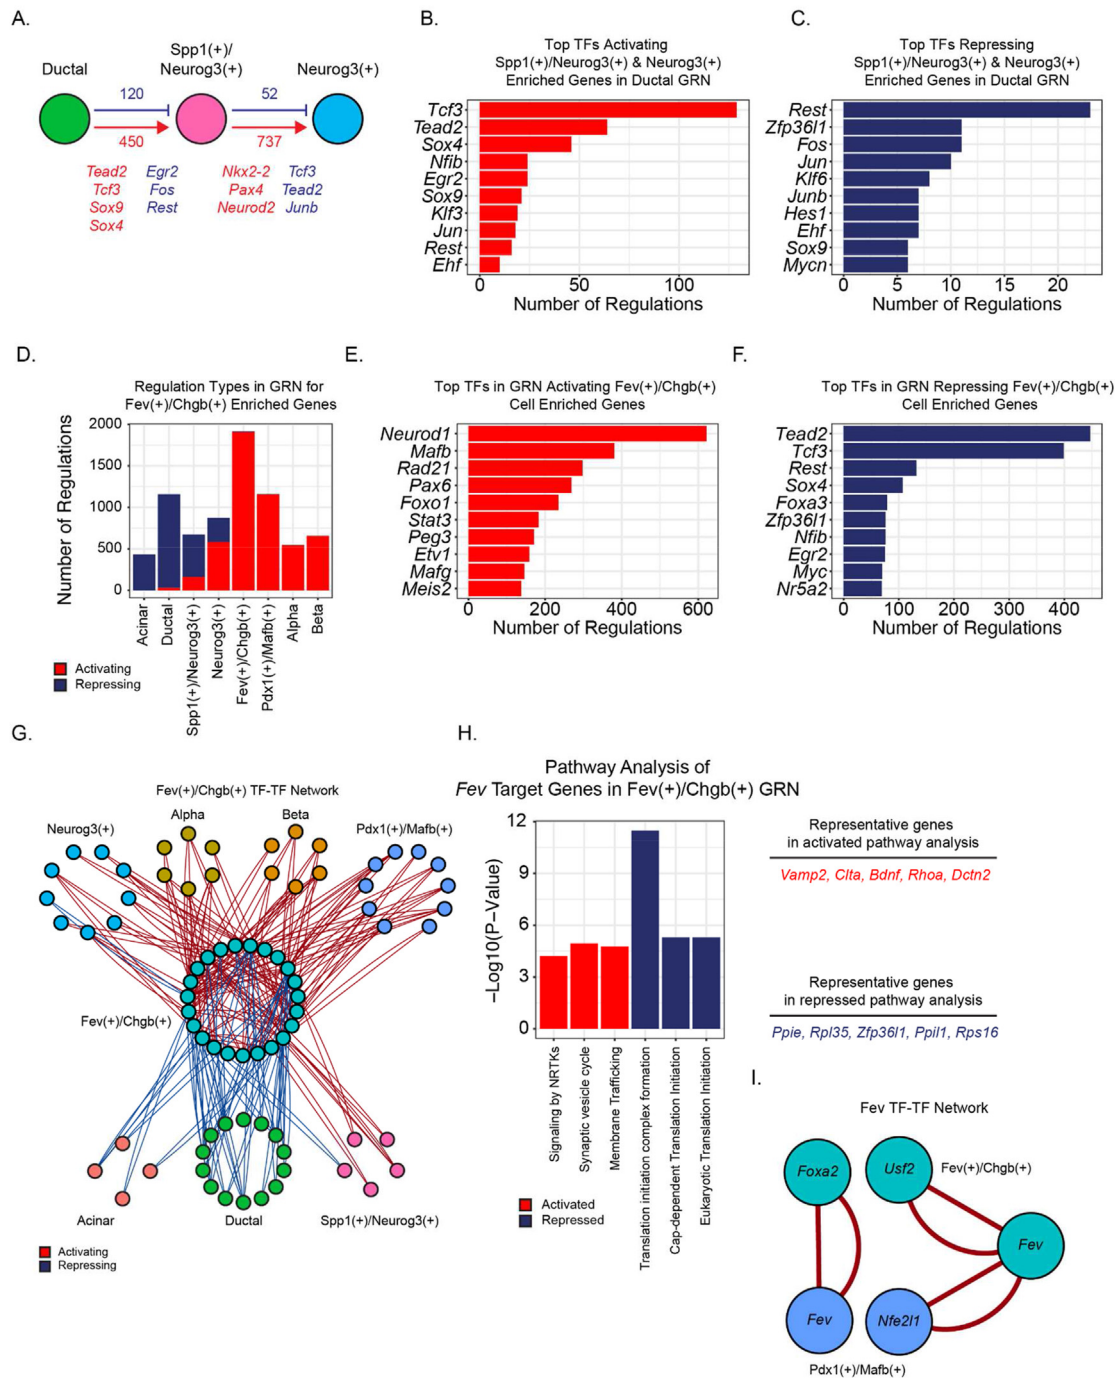 A.
Ductal
Spp1(+)/
Neurog3(+)
Neurog3(+)
120
52
450
737
Tead2
Tcf3
Sox9
Sox4
Egr2
Fos
Rest
Nkx2-2
Pax4
Neurod2
Tcf3
Tead2
Junb
B.
Top TFs Activating
Spp1(+)/Neurog3(+) & Neurog3(+)
Enriched Genes in Ductal GRN
Tcf3
Tead2
Sox4
Nfib
Egr2
Sox9
Klf3
Jun
Rest
Ehf
0 50 100
Number of Regulations
C.
Top TFs Repressing
Spp1(+)/Neurog3(+) & Neurog3(+)
Enriched Genes in Ductal GRN
Rest
Zfp36l1
Fos
Jun
Klf6
Junb
Hes1
Ehf
Sox9
Mycn
0 5 10 15 20
Number of Regulations
D.
Regulation Types in GRN for
Fev(+)/Chgb(+) Enriched Genes
Number of Regulations
2000
1500
1000
500
0
Acinar
Ductal
Spp1(+)/Neurog3(+)
Neurog3(+)
Fev(+)/Chgb(+)
Pdx1(+)/Mafb(+)
Alpha
Beta
Activating
Repressing
E.
Top TFs in GRN Activating Fev(+)/Chgb(+)
Cell Enriched Genes
Neurod1
Mafb
Rad21
Pax6
Foxo1
Stat3
Peg3
Etv1
Mafg
Meis2
0 200 400 600
Number of Regulations
F.
Top TFs in GRN Repressing Fev(+)/Chgb(+)
Cell Enriched Genes
Tead2
Tcf3
Rest
Sox4
Foxa3
Zfp36l1
Nfib
Egr2
Myc
Nr5a2
0 100 200 300 400
Number of Regulations
G.
Fev(+)/Chgb(+) TF-TF Network
Neurog3(+)
Alpha
Beta
Pdx1(+)/Mafb(+)
Fev(+)/Chgb(+)
Acinar
Ductal
Spp1(+)/Neurog3(+)
Activating
Repressing
H.
Pathway Analysis of
Fev Target Genes in Fev(+)/Chgb(+) GRN
−Log10(P−Value)
12
9
6
3
0
Signaling by NRTKs
Synaptic vesicle cycle
Membrane Trafficking
Translation initiation complex formation
Cap-dependent Translation Initiation
Eukaryotic Translation Initiation
Activated
Repressed
Representative genes
in activated pathway analysis
Vamp2, Clta, Bdnf, Rhoa, Dctn2
Representative genes
in repressed pathway analysis
Ppie, Rpl35, Zfp36l1, Ppil1, Rps16
I.
Fev TF-TF Network
Foxa2
Usf2
Fev(+)/Chgb(+)
Fev
Fev
Nfe2l1
Pdx1(+)/Mafb(+)